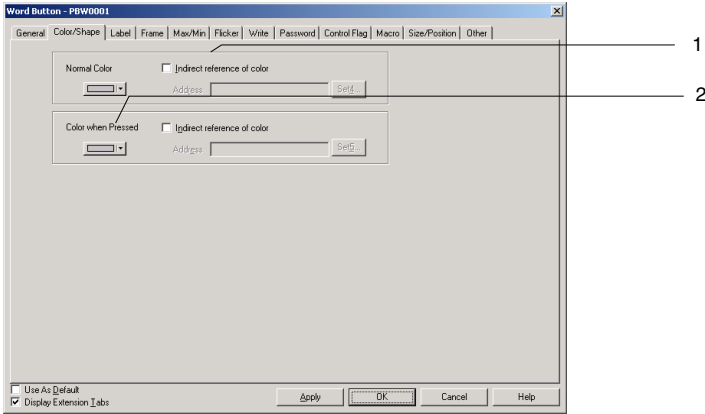 Word Button - PBW0001
General Color/Shape Label Frame Max/Min Flicker Write Password Control Flag Macro Size/Position Other
1
Normal Color Indirect reference of color
Address Set4...
2
Color when Pressed Indirect reference of color
Address Set5...
Use As Default
Display Extension Tabs
Apply OK Cancel Help